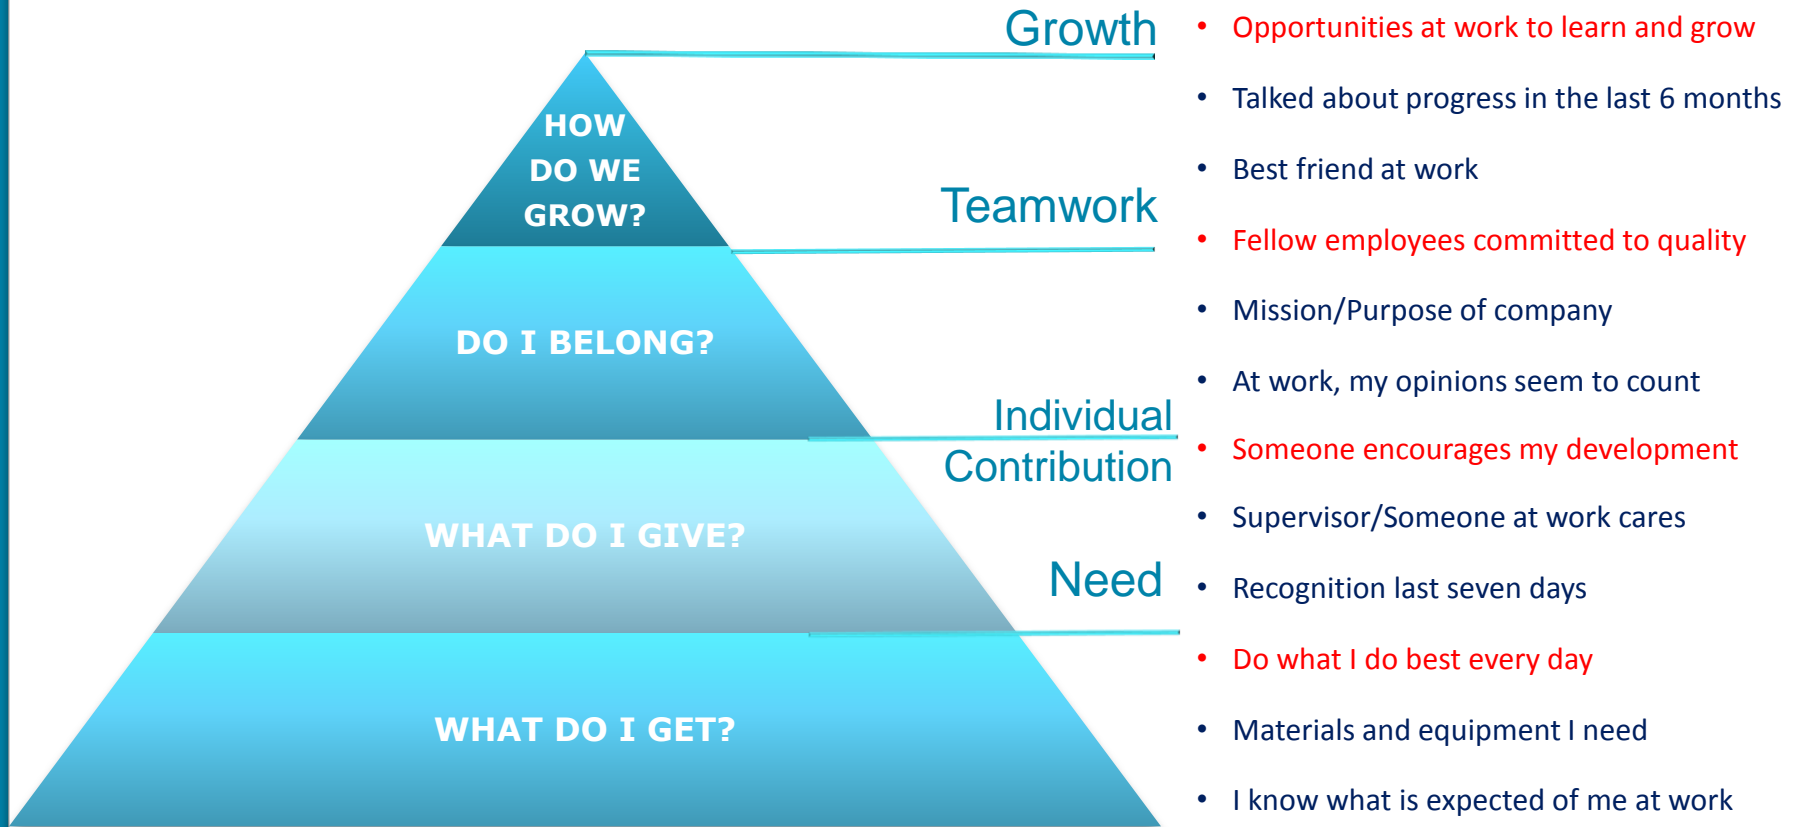 HOW
DO WE
GROW?
DO I BELONG?
WHAT DO I GIVE?
WHAT DO I GET?
Growth
Teamwork
Individual
Contribution
Need
• Opportunities at work to learn and grow
• Talked about progress in the last 6 months
• Best friend at work
• Fellow employees committed to quality
• Mission/Purpose of company
• At work, my opinions seem to count
• Someone encourages my development
• Supervisor/Someone at work cares
• Recognition last seven days
• Do what I do best every day
• Materials and equipment I need
• I know what is expected of me at work